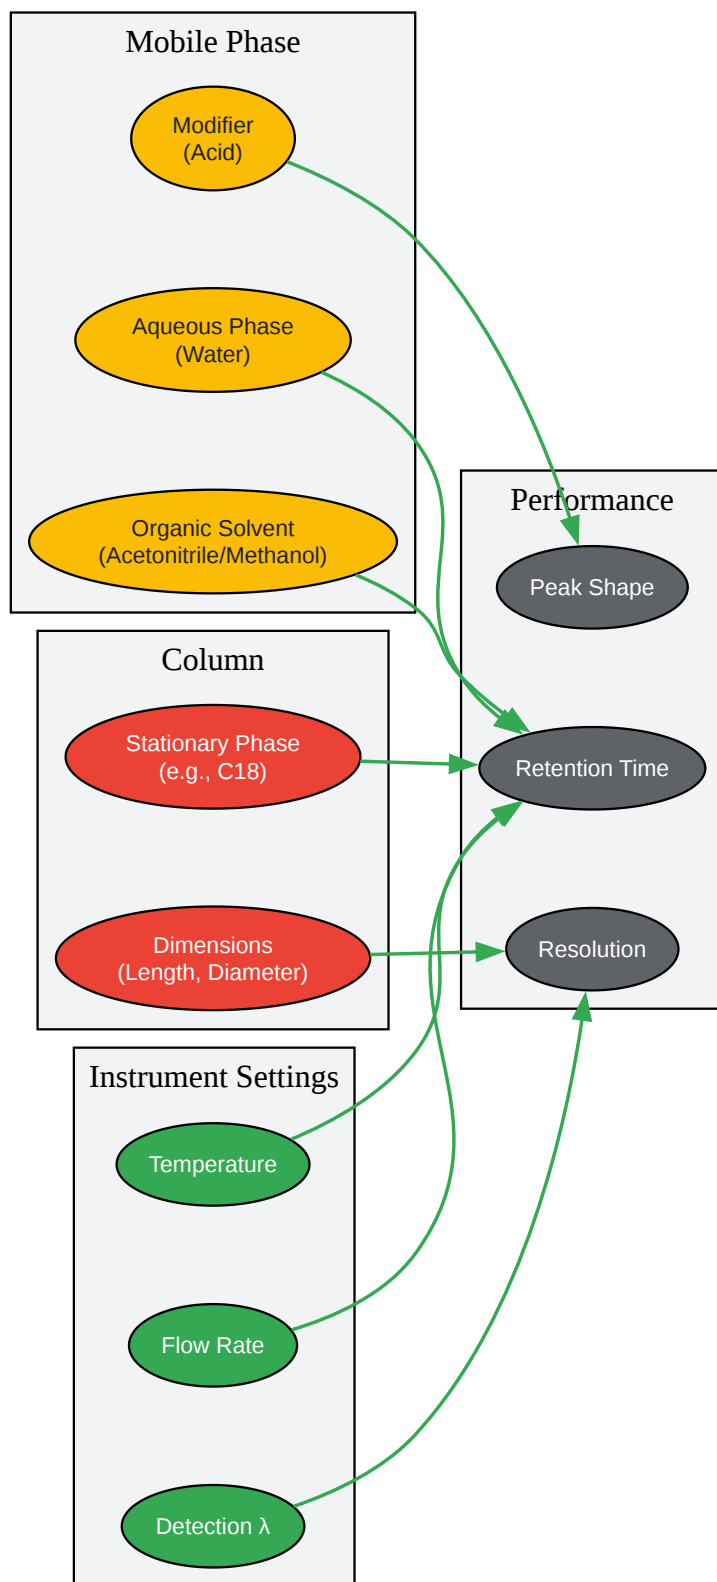 Mobile Phase
Modifier
(Acid)
Aqueous Phase
(Water)
Organic Solvent
(Acetonitrile/Methanol)
Column
Stationary Phase
(e.g., C18)
Dimensions
(Length, Diameter)
Instrument Settings
Temperature
Flow Rate
Detection λ
Performance
Peak Shape
Retention Time
Resolution